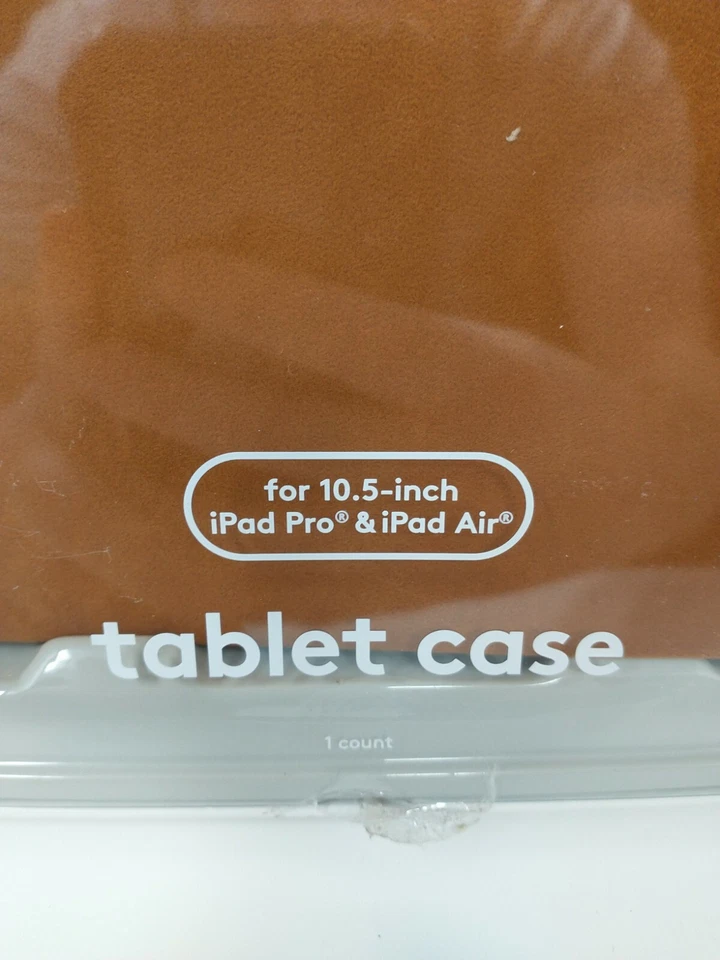 for 10.5-inch
iPad Pro® & iPad Air®
tablet case
1 count